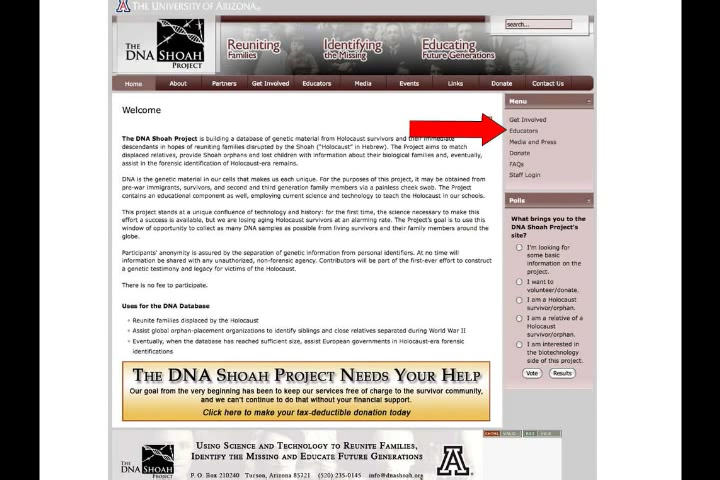 THE UNIVERSITY OF ARIZONA®
search...
THE
DNA SHOAH
PROJECT
Reuniting
Families
Identifying
the Missing
Educating
Future Generations
Home About Partners Get Involved Educators Media Events Links Donate Contact Us
Welcome
The DNA Shoah Project is building a database of genetic material from Holocaust survivors and their immediate
descendants in hopes of reuniting families disrupted by the Shoah ("Holocaust" in Hebrew). The Project aims to match
displaced relatives, provide Shoah orphans and lost children with information about their biological families and, eventually,
assist in the forensic identification of Holocaust-era remains.
DNA is the genetic material in our cells that makes us each unique. For the purposes of this project, it may be obtained from
pre-war immigrants, survivors, and second and third generation family members via a painless cheek swab. The Project
contains an educational component as well, employing current science and technology to teach the Holocaust in our schools.
This project stands at a unique confluence of technology and history: for the first time, the science necessary to make this
effort a success is available, but we are losing aging Holocaust survivors at an alarming rate. The Project's goal is to use this
window of opportunity to collect as many DNA samples as possible from living survivors and their family members around the
globe.
Participants' anonymity is assured by the separation of genetic information from personal identifiers. At no time will
information be shared with any unauthorized, non-forensic agency. Contributors will be part of the first-ever effort to construct
a genetic testimony and legacy for victims of the Holocaust.
There is no fee to participate.
Uses for the DNA Database
Reunite families displaced by the Holocaust
Assist global orphan-placement organizations to identify siblings and close relatives separated during World War II
Eventually, when the database has reached sufficient size, assist European governments in Holocaust-era forensic
identifications
THE DNA SHOAH PROJECT NEEDS YOUR HELP
Our goal from the very beginning has been to keep our services free of charge to the survivor community,
and we can't continue to do that without your financial support.
Click here to make your tax-deductible donation today
Menu
Get Involved
Educators
Media and Press
Donate
FAQs
Staff Login
Polls
What brings you to the
DNA Shoah Project's
site?
I'm looking for
some basic
information on the
project.
I want to
volunteer/donate.
I am a Holocaust
survivor/orphan.
I am a relative of a
Holocaust
survivor/orphan.
I am interested in
the biotechnology
side of this project.
Vote Results
THE
DNA SHOAH
PROJECT
USING SCIENCE AND TECHNOLOGY TO REUNITE FAMILIES,
IDENTIFY THE MISSING AND EDUCATE FUTURE GENERATIONS
P. O. Box 210240 Tucson, Arizona 85721 (520) 235-0145 info@dnashoah.org
A